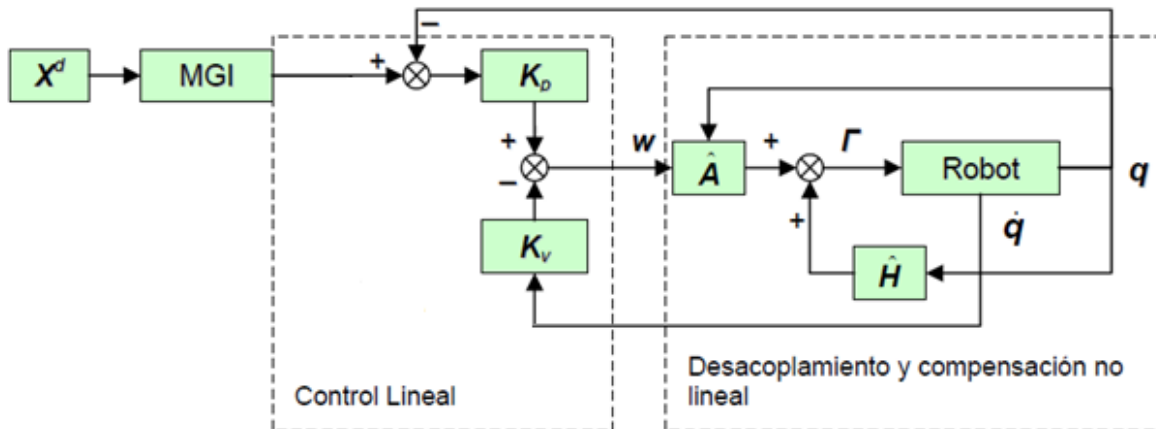 −
X^d
MGI
+
K_p
+
w
Â
+
Γ
Robot
q
−
+
q̇
K_v
Ĥ
Control Lineal
Desacoplamiento y compensación no
lineal